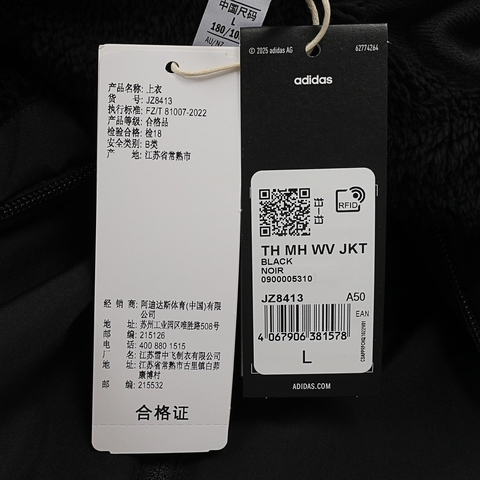 中国尺码
L
产品名称: 上衣
货 号: JZ8413
执行标准: FZ/T 81007-2022
产品等级: 合格品
检验合格: 检18
安全类别: B类
产 地: 江苏省常熟市
经 销 商: 阿迪达斯体育(中国)有限
公司
地 址: 苏州工业园区唯胜路508号
邮 编: 215126
电 话: 400 880 1515
厂 名: 江苏雪中飞制衣有限公司
地 址: 江苏省常熟市古里镇白茆
康博村
邮 编: 215532
合格证
© 2025 adidas AG
62774264
adidas
RFID
TH MH WV JKT
BLACK
NOIR
0900005310
JZ8413 A50
EAN
4 067906 381578
L
ADIDAS.COM